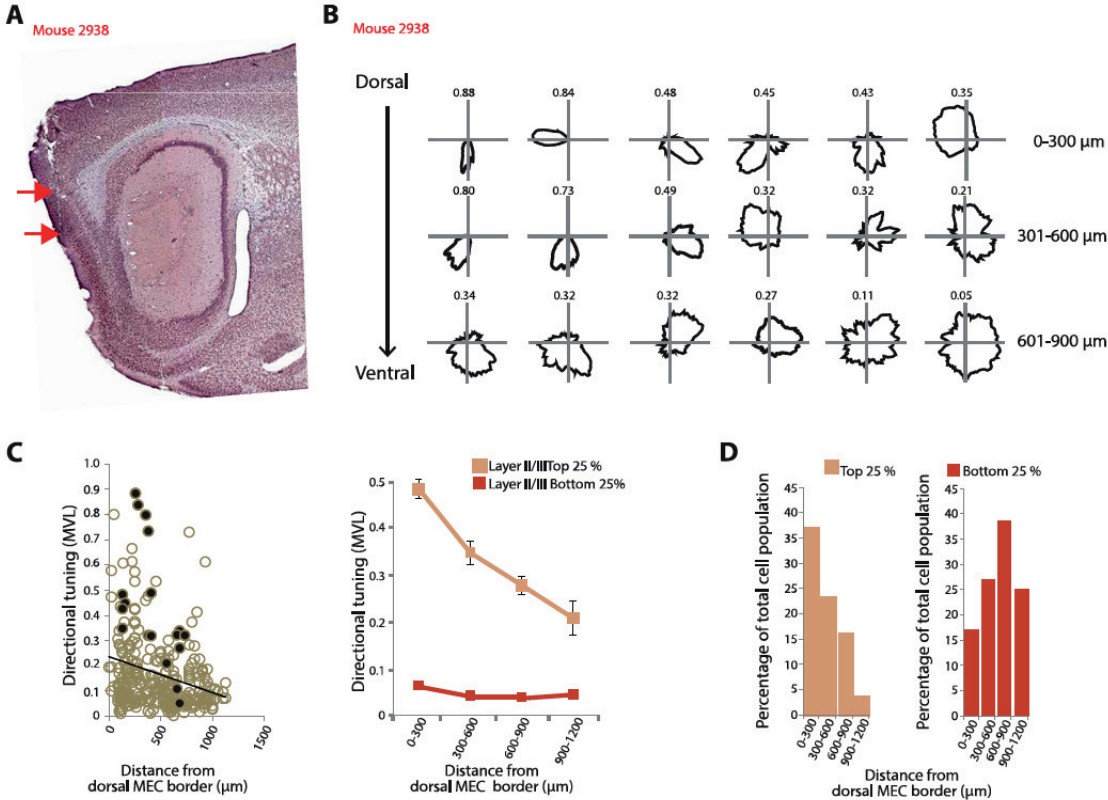 A
Mouse 2938
B
Mouse 2938
Dorsal
Ventral
0.88 0.84 0.48 0.45 0.43 0.35
0-300 µm
0.80 0.73 0.49 0.32 0.32 0.21
301-600 µm
0.34 0.32 0.32 0.27 0.11 0.05
601-900 µm
C
Directional tuning (MVL)
1.0
0.9
0.8
0.7
0.6
0.5
0.4
0.3
0.2
0.1
0
0 500 1000 1500
Distance from
dorsal MEC border (µm)
Layer II/III Top 25 %
Layer II/III Bottom 25%
Directional tuning (MVL)
0.5
0.4
0.3
0.2
0.1
0
0-300 300-600 600-900 900-1200
Distance from
dorsal MEC border (µm)
D
Top 25 %
Percentage of total cell population
45
40
35
30
25
20
15
10
5
0
0-300 300-600 600-900 900-1200
Bottom 25 %
Percentage of total cell population
45
40
35
30
25
20
15
10
5
0
0-300 300-600 600-900 900-1200
Distance from
dorsal MEC border (µm)